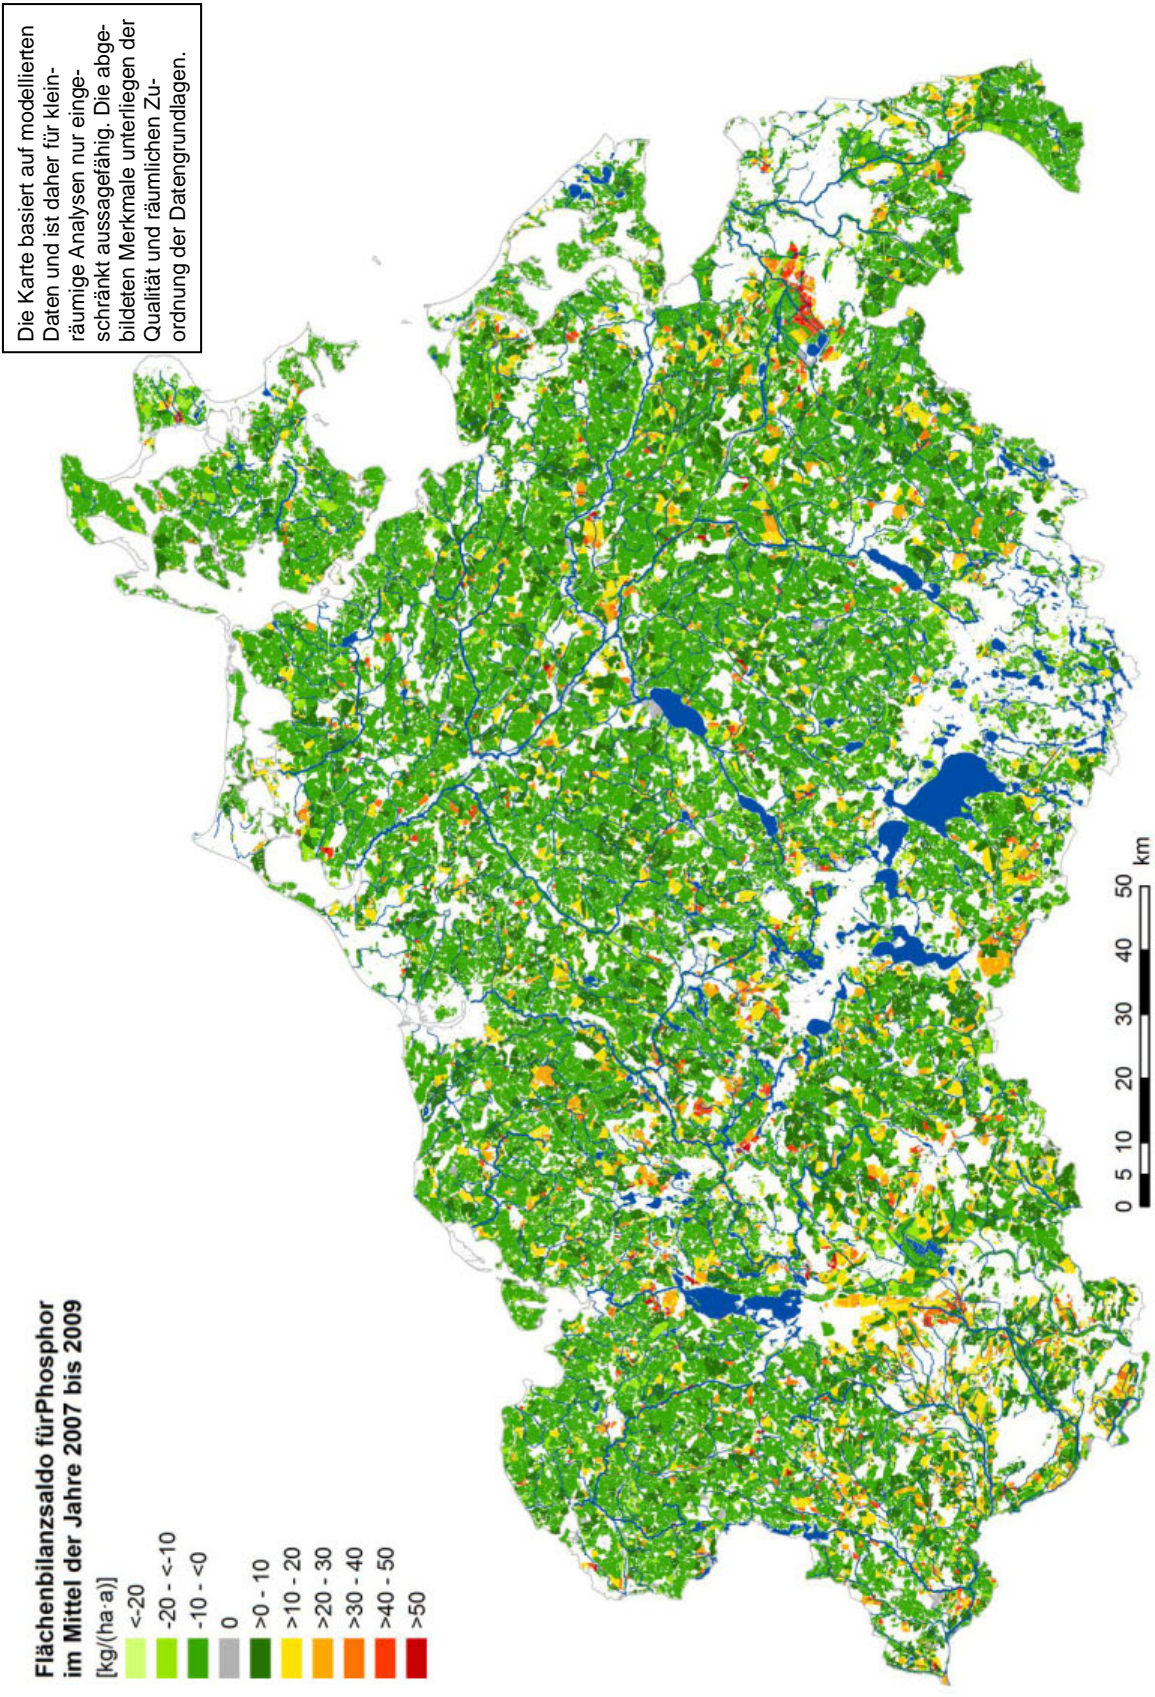 Flächenbilanzsaldo fürPhosphor
im Mittel der Jahre 2007 bis 2009
[kg/(ha·a)]
<-20
-20 - <-10
-10 - <0
0
>0 - 10
>10 - 20
>20 - 30
>30 - 40
>40 - 50
>50
Die Karte basiert auf modellierten
Daten und ist daher für klein-
räumige Analysen nur einge-
schränkt aussagefähig. Die abge-
bildeten Merkmale unterliegen der
Qualität und räumlichen Zu-
ordnung der Datengrundlagen.
0 5 10 20 30 40 50 km